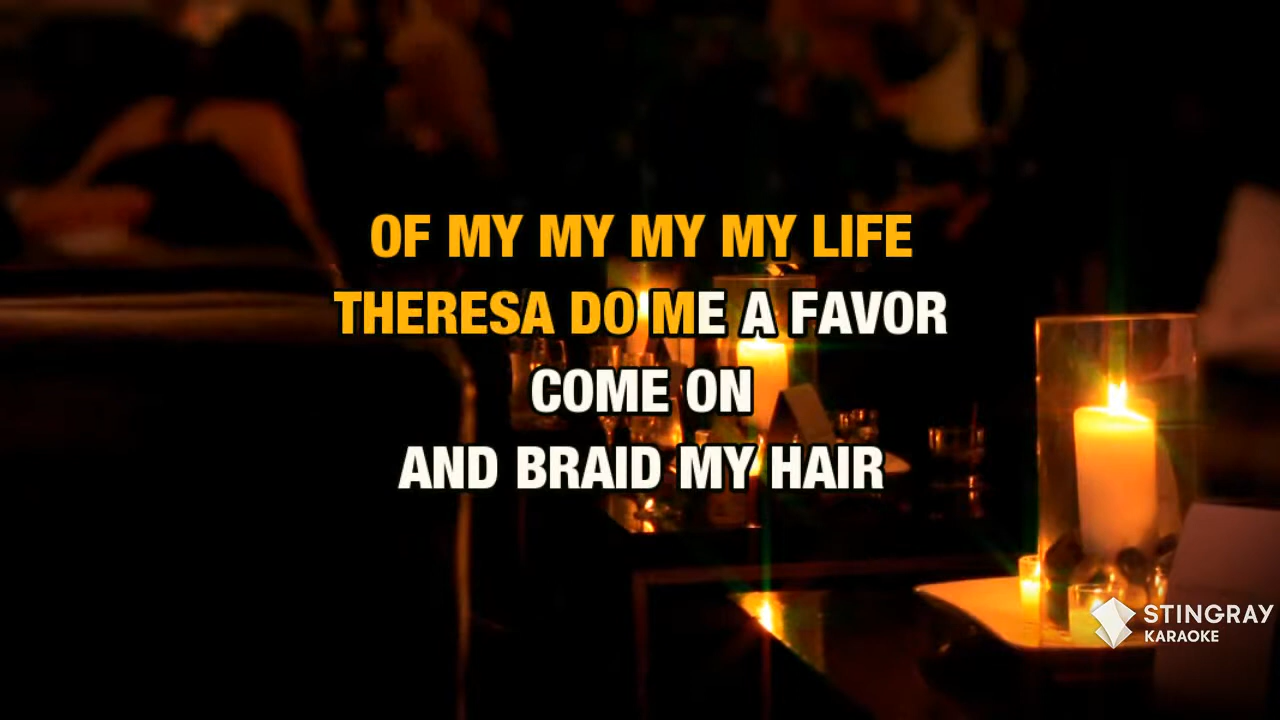 OF MY MY MY MY LIFE
THERESA DO ME A FAVOR
COME ON
AND BRAID MY HAIR
STINGRAY
KARAOKE